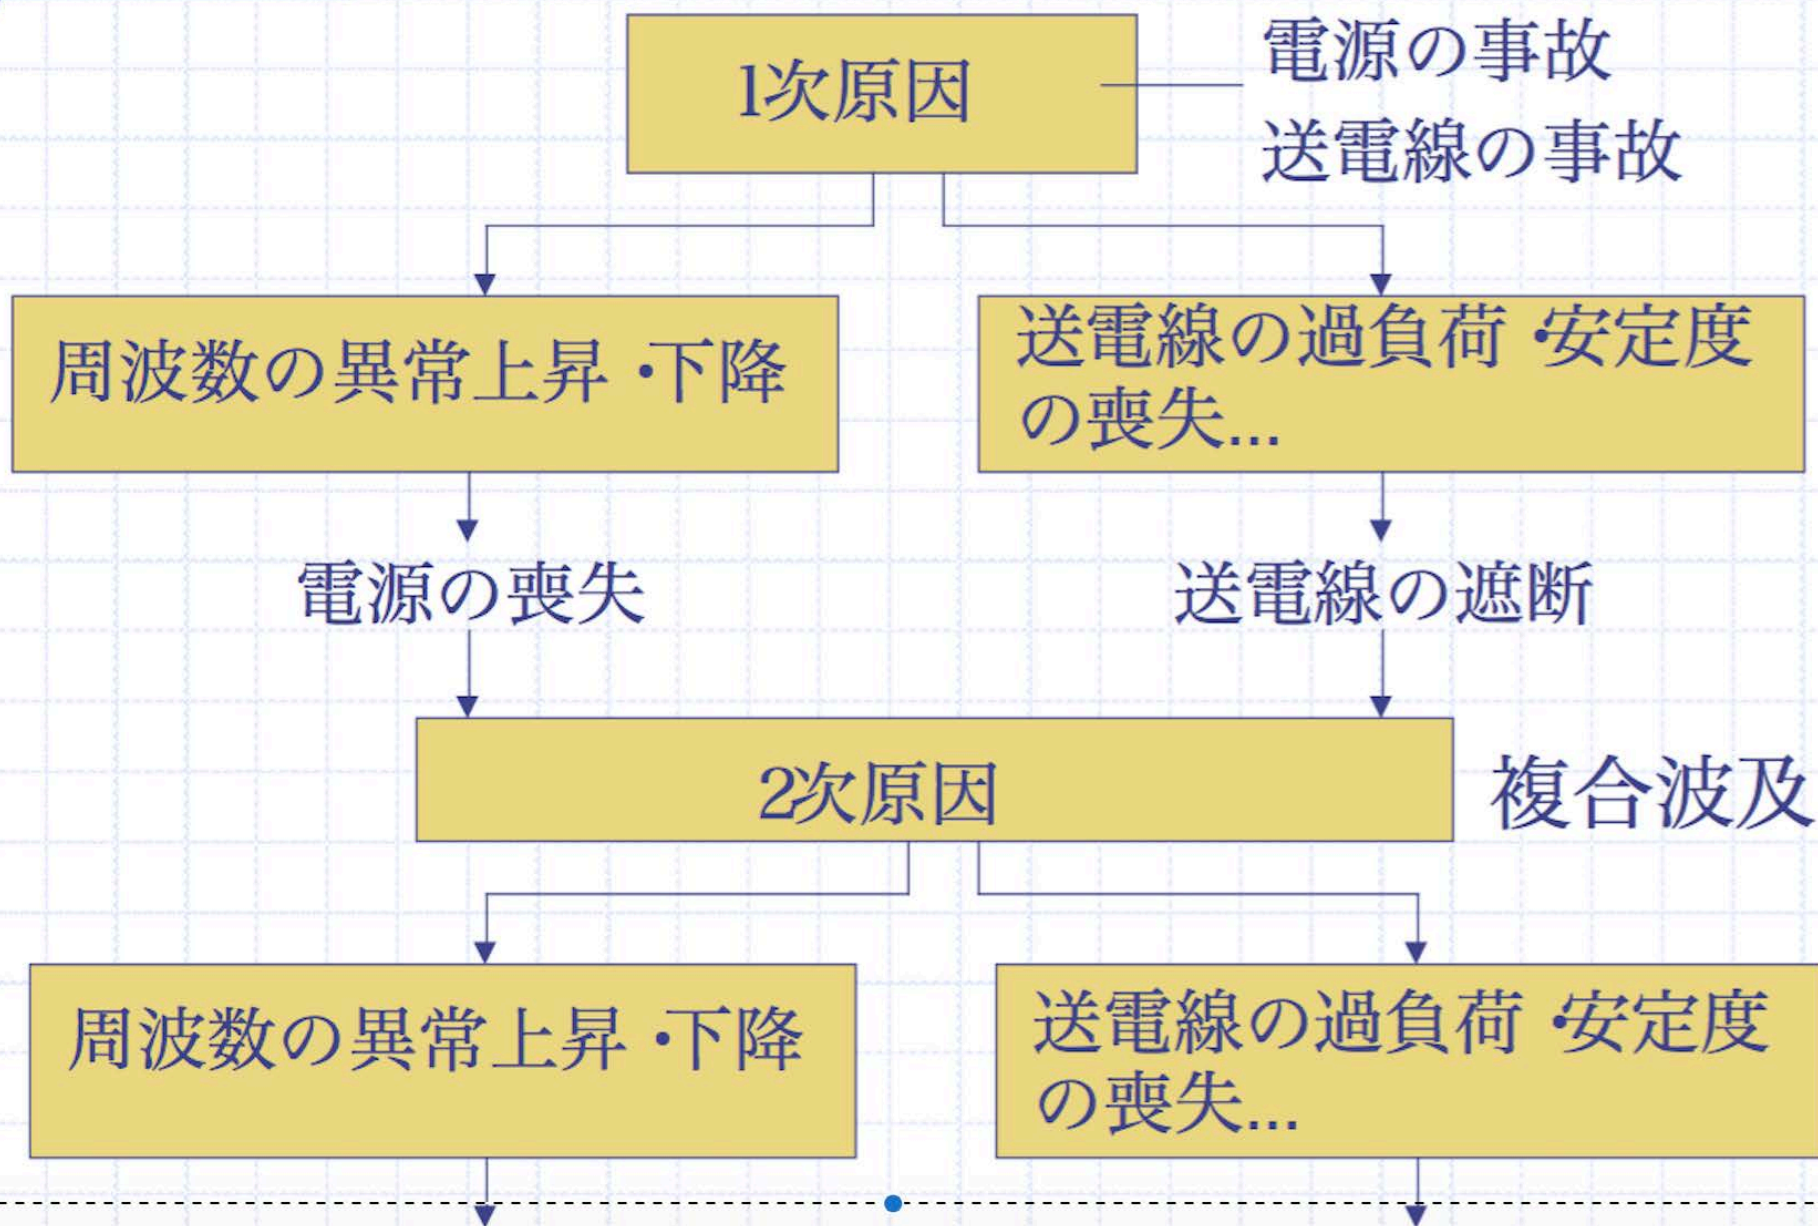 1次原因
電源の事故
送電線の事故
周波数の異常上昇・下降
送電線の過負荷・安定度
の喪失...
電源の喪失
送電線の遮断
2次原因
複合波及
周波数の異常上昇・下降
送電線の過負荷・安定度
の喪失...